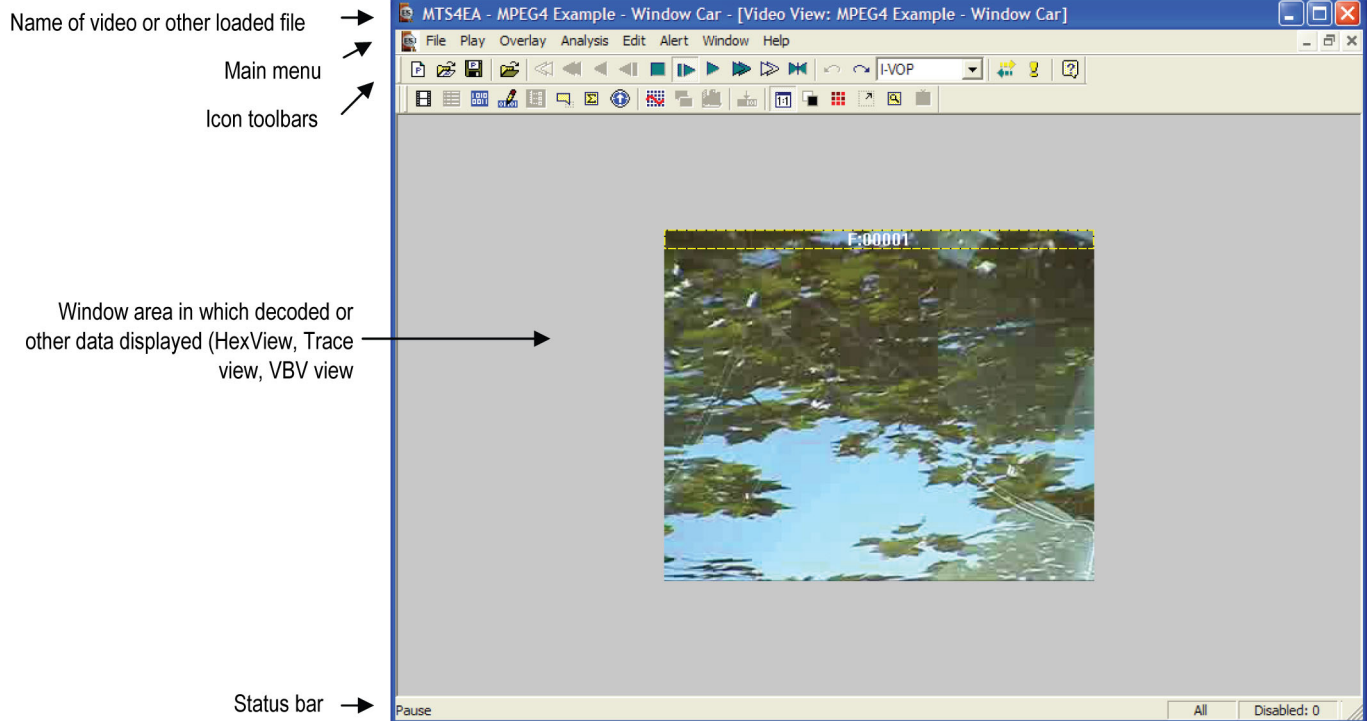 Name of video or other loaded file
MTS4EA - MPEG4 Example - Window Car - [Video View: MPEG4 Example - Window Car]
Main menu
File Play Overlay Analysis Edit Alert Window Help
Icon toolbars
I-VOP
1:1
F:00001
Window area in which decoded or
other data displayed (HexView, Trace
view, VBV view
Status bar
Pause
All
Disabled: 0